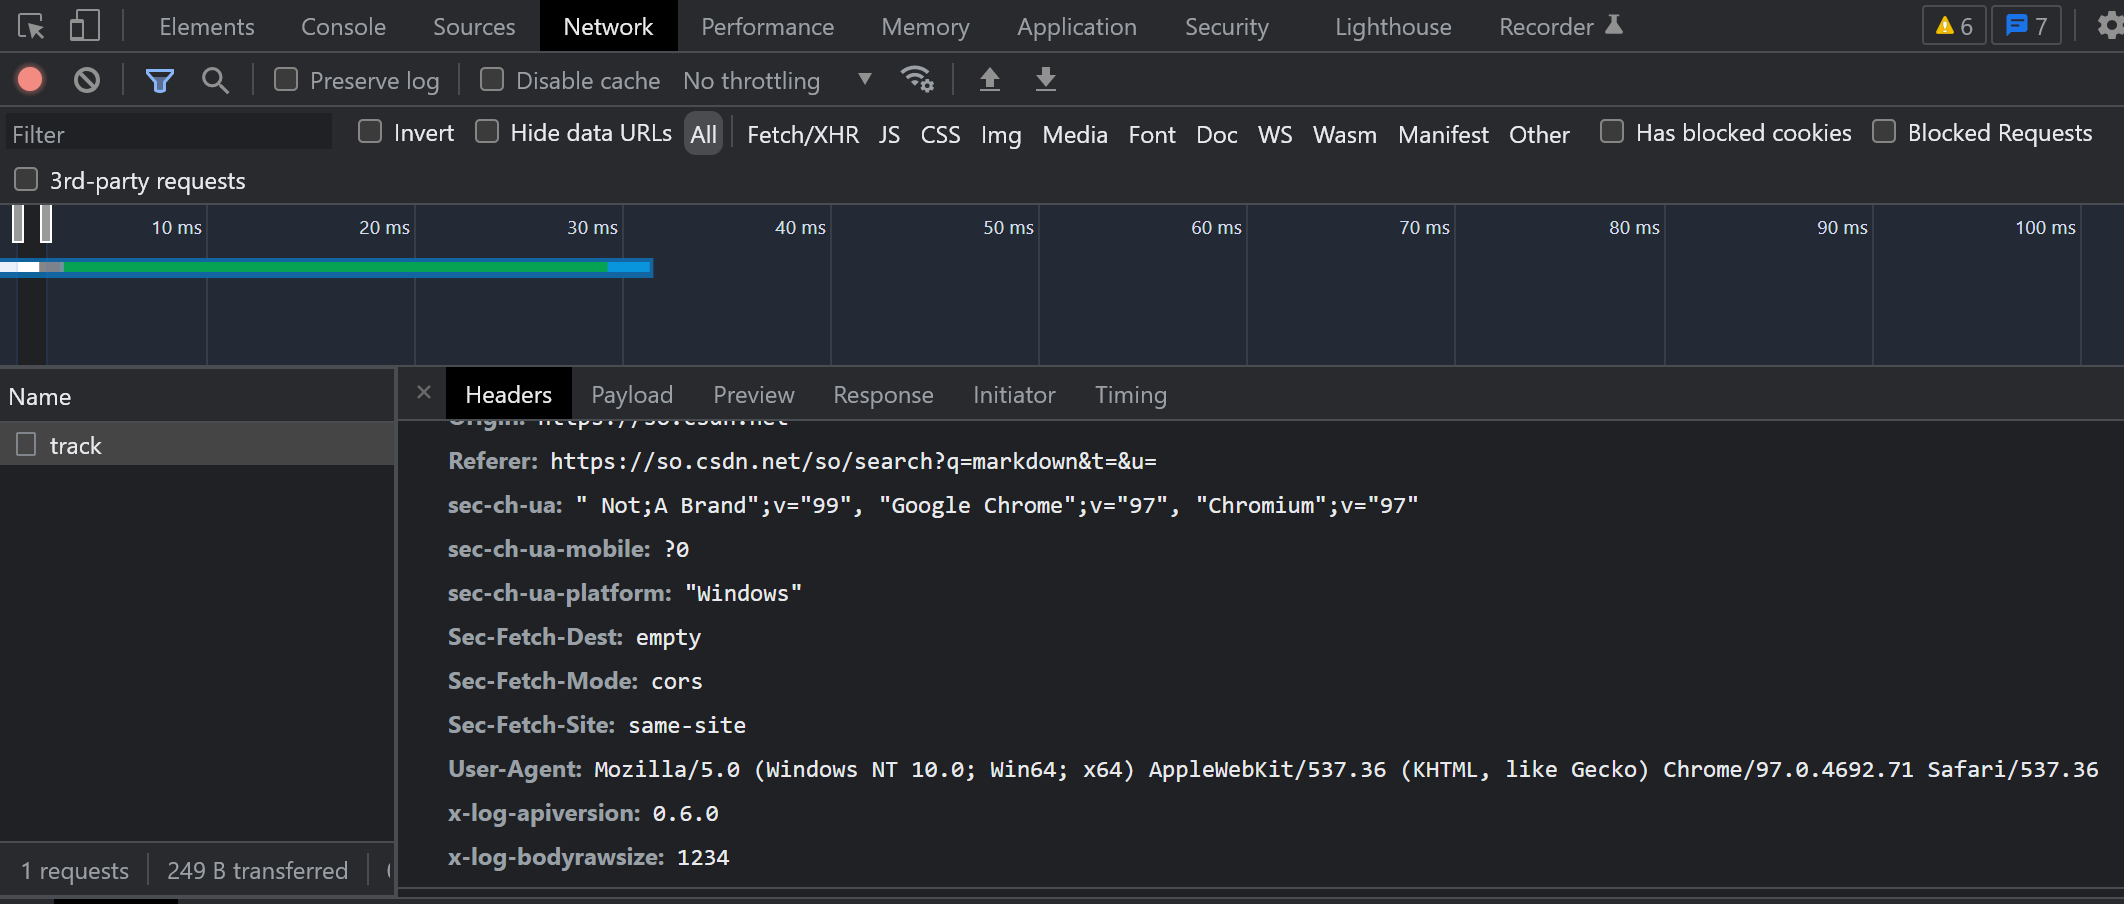 Elements Console Sources Network Performance Memory Application Security Lighthouse Recorder 6 7
Preserve log Disable cache No throttling
Filter Invert Hide data URLs All Fetch/XHR JS CSS Img Media Font Doc WS Wasm Manifest Other Has blocked cookies Blocked Requests
3rd-party requests
10 ms 20 ms 30 ms 40 ms 50 ms 60 ms 70 ms 80 ms 90 ms 100 ms
Name
track
1 requests 249 B transferred
× Headers Payload Preview Response Initiator Timing
Origin: https://so.csdn.net
Referer: https://so.csdn.net/so/search?q=markdown&t=&u=
sec-ch-ua: " Not;A Brand";v="99", "Google Chrome";v="97", "Chromium";v="97"
sec-ch-ua-mobile: ?0
sec-ch-ua-platform: "Windows"
Sec-Fetch-Dest: empty
Sec-Fetch-Mode: cors
Sec-Fetch-Site: same-site
User-Agent: Mozilla/5.0 (Windows NT 10.0; Win64; x64) AppleWebKit/537.36 (KHTML, like Gecko) Chrome/97.0.4692.71 Safari/537.36
x-log-apiversion: 0.6.0
x-log-bodyrawsize: 1234